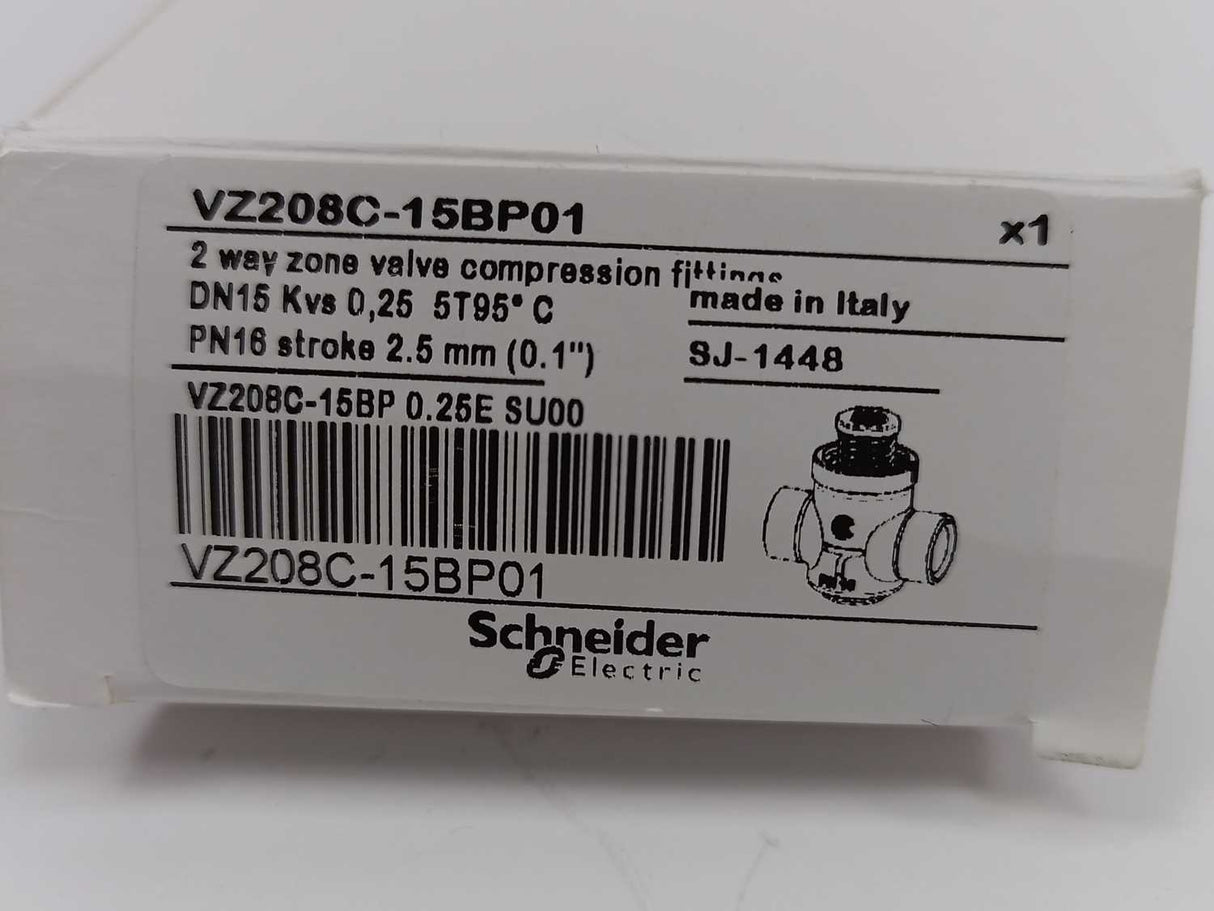 VZ208C-15BP01
x1
2 way zone valve compression fittings
DN15 Kvs 0,25 5T95°C
made in Italy
PN16 stroke 2.5 mm (0.1")
SJ-1448
VZ208C-15BP 0.25E SU00
VZ208C-15BP01
Schneider
Electric